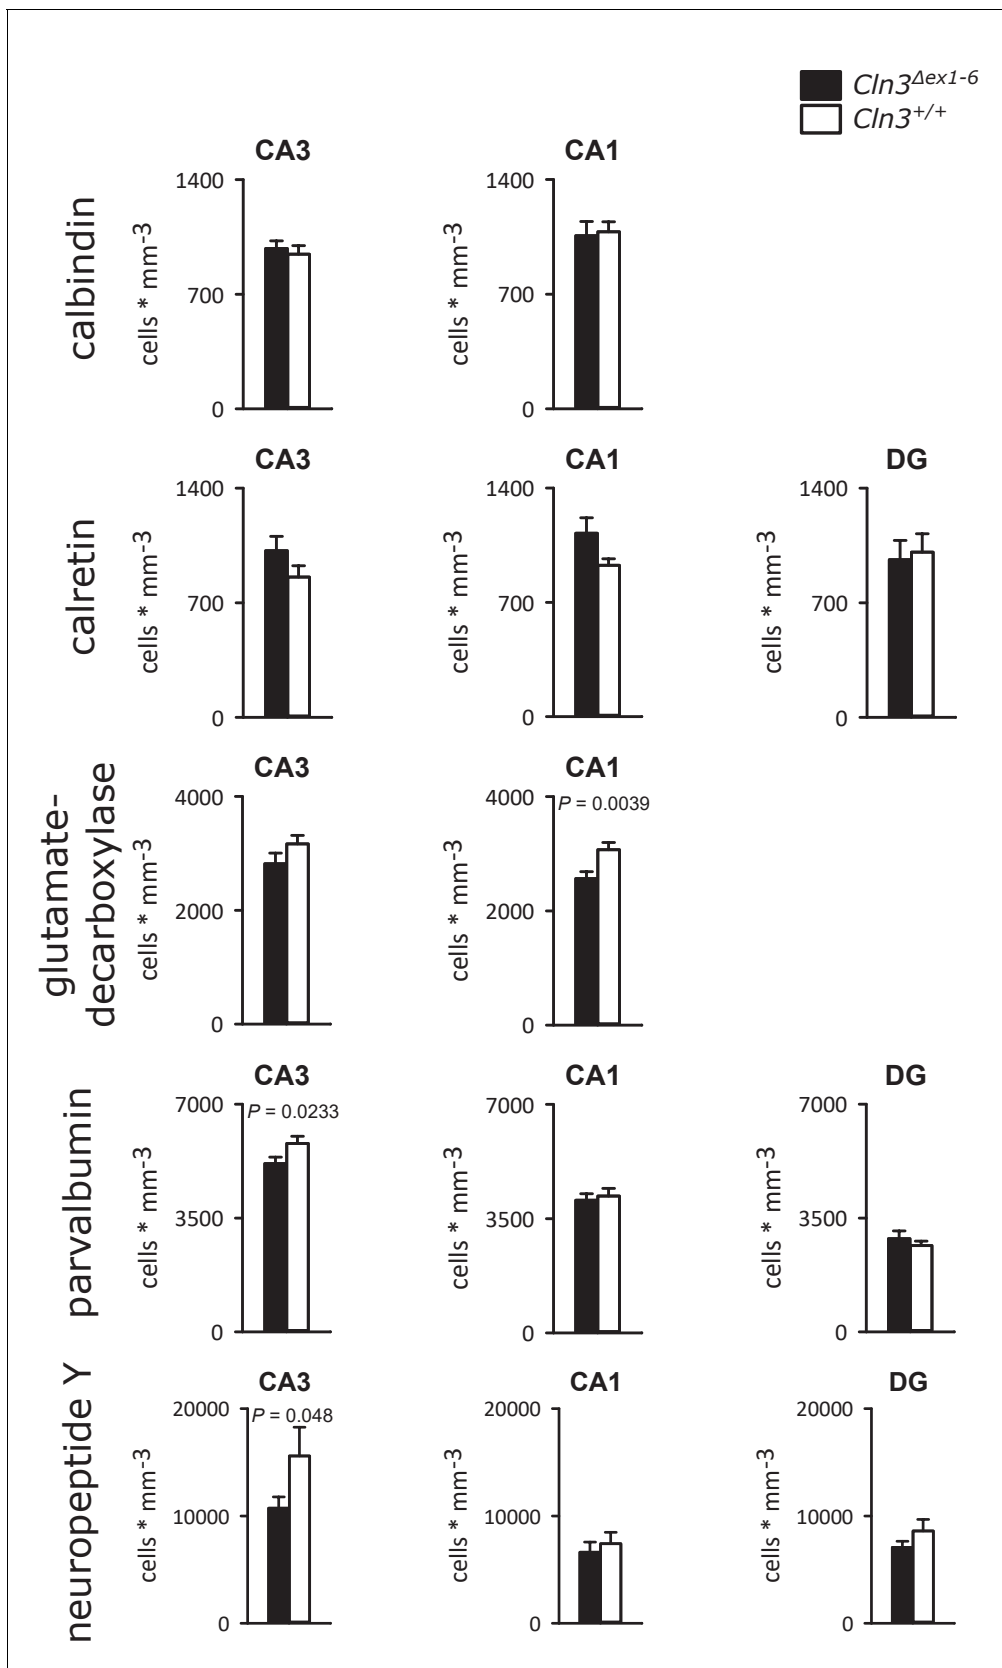 Cln3Δex1-6
Cln3+/+
calbindin
CA3
cells * mm-3
1400
700
0
CA1
cells * mm-3
1400
700
0
calretin
CA3
cells * mm-3
1400
700
0
CA1
cells * mm-3
1400
700
0
DG
cells * mm-3
1400
700
0
glutamate-
decarboxylase
CA3
cells * mm-3
4000
2000
0
CA1
P = 0.0039
cells * mm-3
4000
2000
0
parvalbumin
CA3
P = 0.0233
cells * mm-3
7000
3500
0
CA1
cells * mm-3
7000
3500
0
DG
cells * mm-3
7000
3500
0
neuropeptide Y
CA3
P = 0.048
cells * mm-3
20000
10000
0
CA1
cells * mm-3
20000
10000
0
DG
cells * mm-3
20000
10000
0